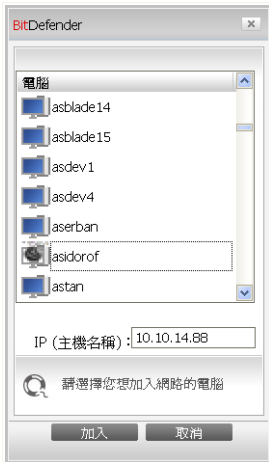 BitDefender
電腦
asblade14
asblade15
asdev1
asdev4
aserban
asidorof
astan
IP (主機名稱) : 10.10.14.88
請選擇您想加入網路的電腦
加入 取消